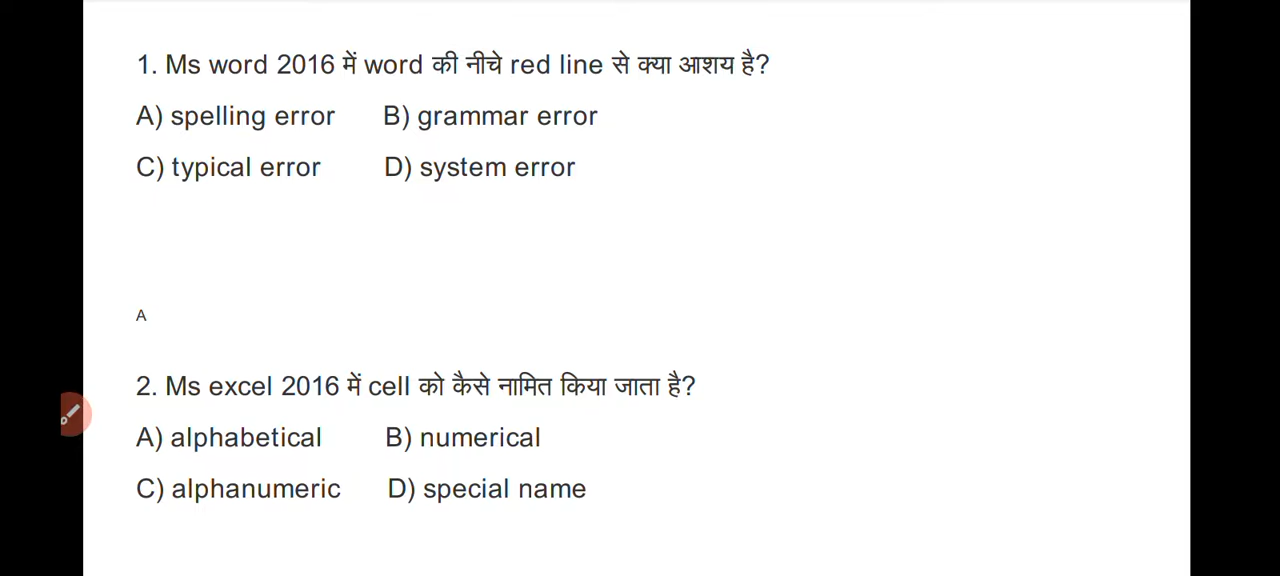 1. Ms word 2016 में word की नीचे red line से क्या आशय है?
A) spelling error B) grammar error
C) typical error D) system error
A
2. Ms excel 2016 में cell को कैसे नामित किया जाता है?
A) alphabetical B) numerical
C) alphanumeric D) special name